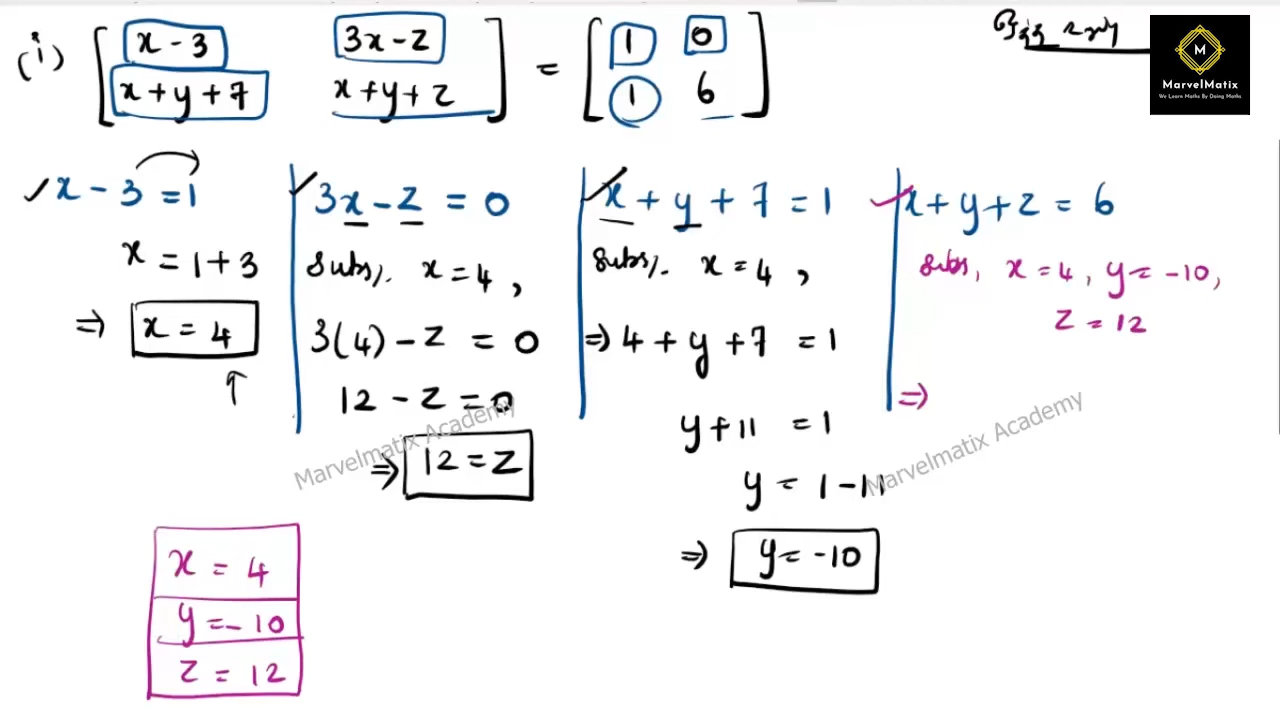 (i) [ x - 3 3x - z ] = [ 1 0 ]
[ x + y + 7 x + y + z ] [ 1 6 ]
MarvelMatix
We Learn Maths By Doing Maths
x - 3 = 1
x = 1 + 3
⇒ x = 4
3x - z = 0
Subs/. x = 4,
3(4) - z = 0
12 - z = 0
⇒ 12 = z
x + y + 7 = 1
Subs/. x = 4,
⇒ 4 + y + 7 = 1
y + 11 = 1
y = 1 - 11
⇒ y = -10
x + y + z = 6
Subs, x = 4, y = -10,
z = 12
⇒
Marvelmatix Academy
Marvelmatix Academy
x = 4
y = -10
z = 12